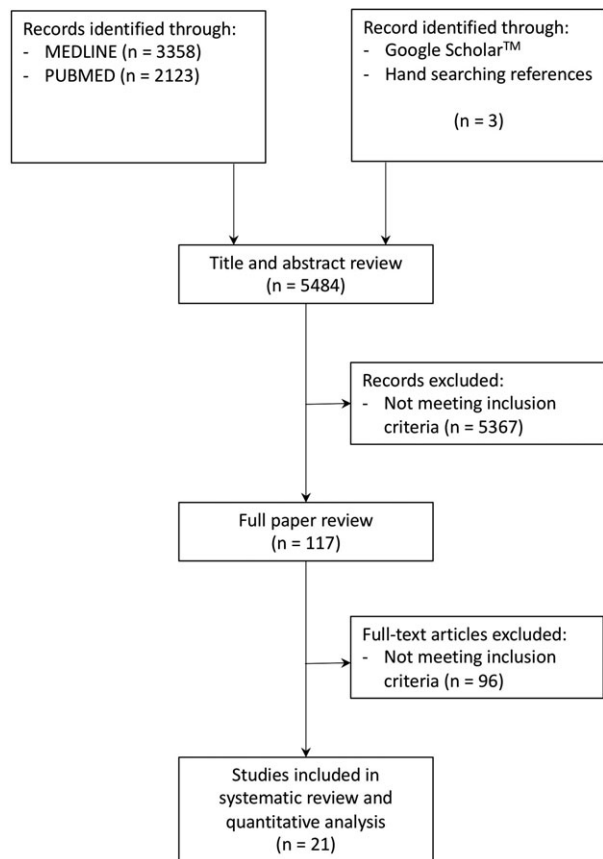 Records identified through:
- MEDLINE (n = 3358)
- PUBMED (n = 2123)
Record identified through:
- Google Scholar™
- Hand searching references
(n = 3)
Title and abstract review
(n = 5484)
Records excluded:
- Not meeting inclusion
criteria (n = 5367)
Full paper review
(n = 117)
Full-text articles excluded:
- Not meeting inclusion
criteria (n = 96)
Studies included in
systematic review and
quantitative analysis
(n = 21)